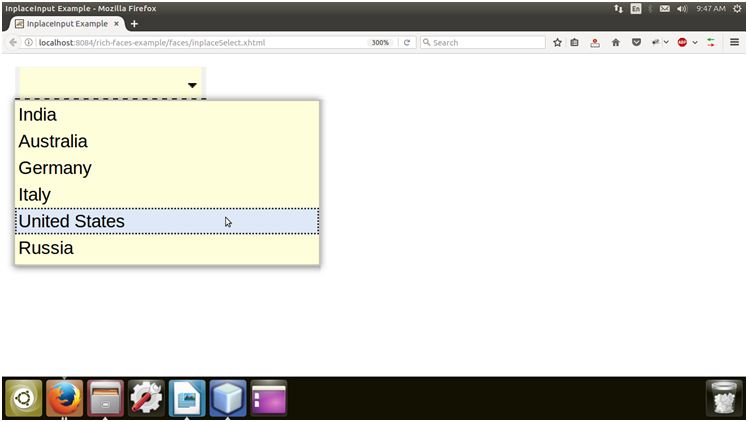 InplaceInput Example - Mozilla Firefox
En
9:47 AM
InplaceInput Example
localhost:8084/rich-faces-example/faces/inplaceSelect.xhtml
300%
Search
ABP
India
Australia
Germany
Italy
United States
Russia